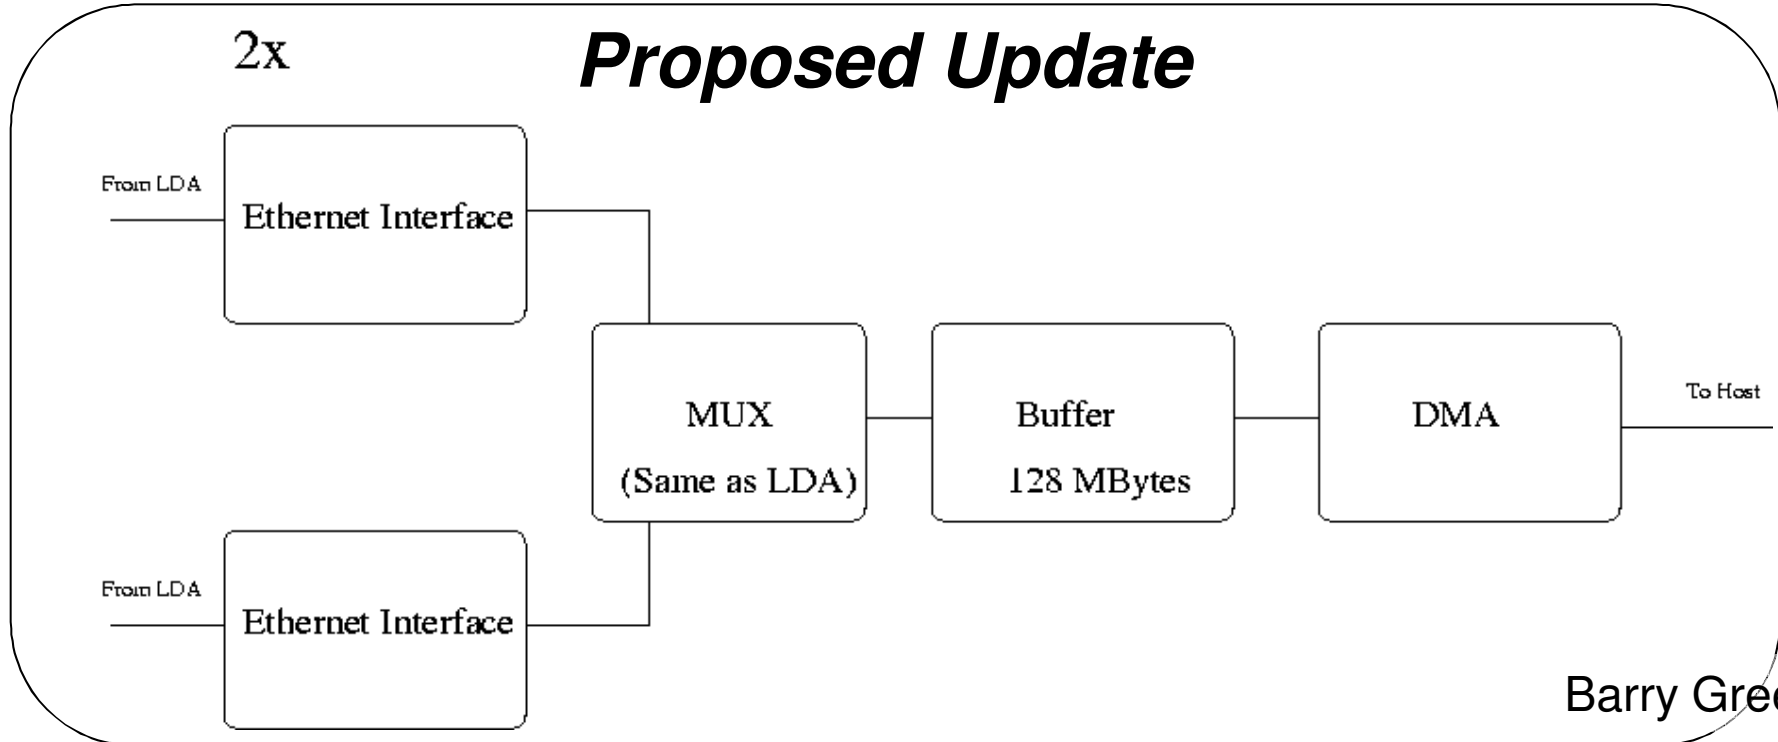 2x
Proposed Update
From LDA
Ethernet Interface
MUX
(Same as LDA)
Buffer
128 MBytes
DMA
To Host
From LDA
Ethernet Interface
Barry